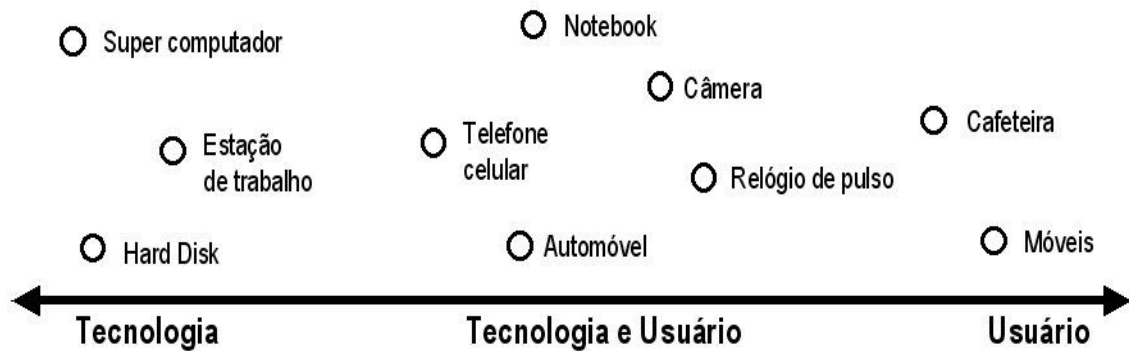 Super computador
Notebook
Câmera
Cafeteira
Estação
de trabalho
Telefone
celular
Relógio de pulso
Hard Disk
Automóvel
Móveis
Tecnologia
Tecnologia e Usuário
Usuário